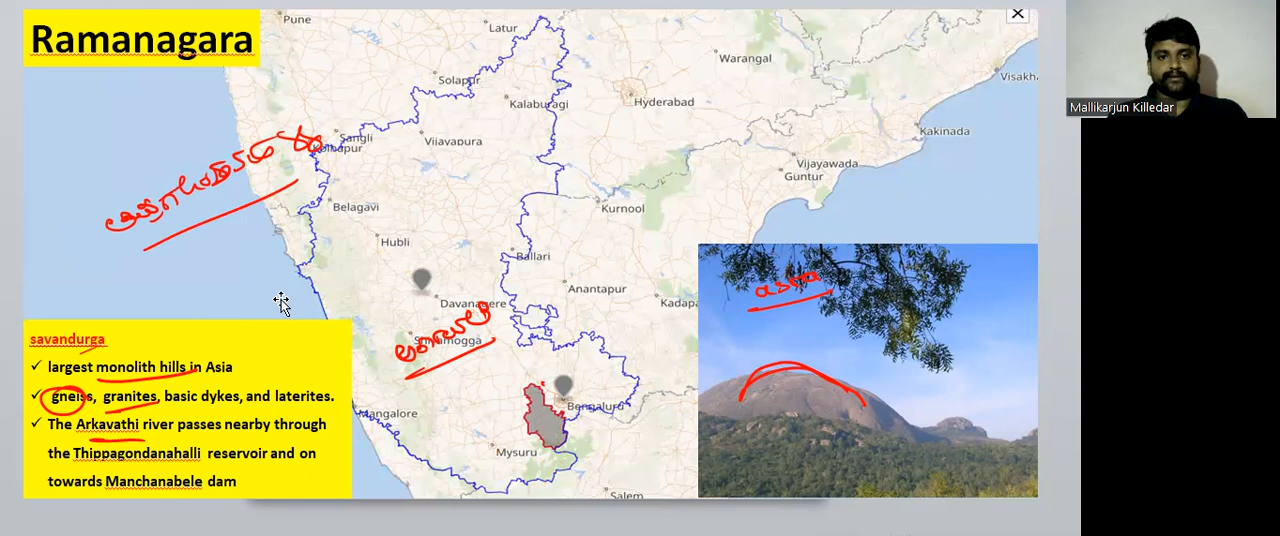 Ramanagara
Pune
Latur
Warangal
Solapur
Visakh
Kalaburagi
Hyderabad
Sangli
Kolhapur
Vijayapura
Kakinada
Vijayawada
Guntur
Belagavi
Kurnool
Hubli
Ballari
Anantapur
Kadapa
Davanagere
asia
Bengaluru
Mangalore
Mysuru
Salem
savandurga
✓ largest monolith hills in Asia
✓ gneiss, granites, basic dykes, and laterites.
✓ The Arkavathi river passes nearby through
the Thippagondanahalli reservoir and on
towards Manchanabele dam
Mallikarjun Killedar